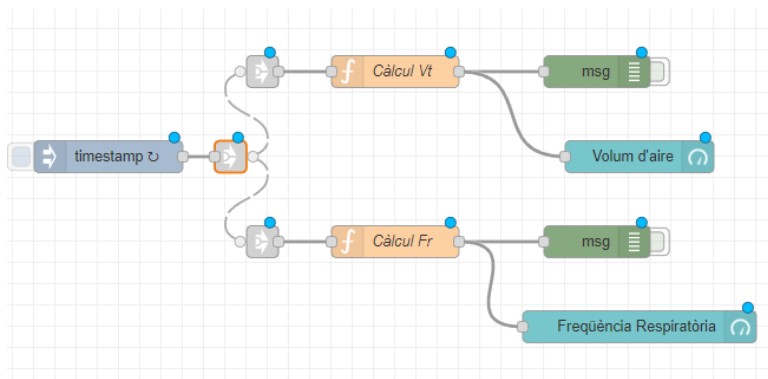 Càlcul Vt
msg
timestamp ↻
Volum d'aire
Càlcul Fr
msg
Freqüència Respiratòria